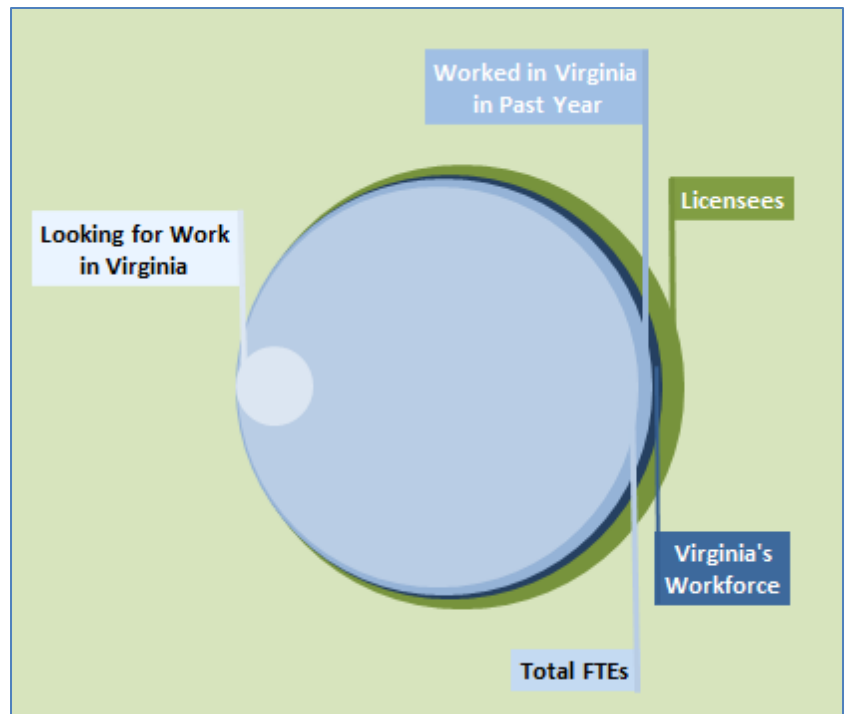 Worked in Virginia
in Past Year
Licensees
Looking for Work
in Virginia
Virginia's
Workforce
Total FTEs